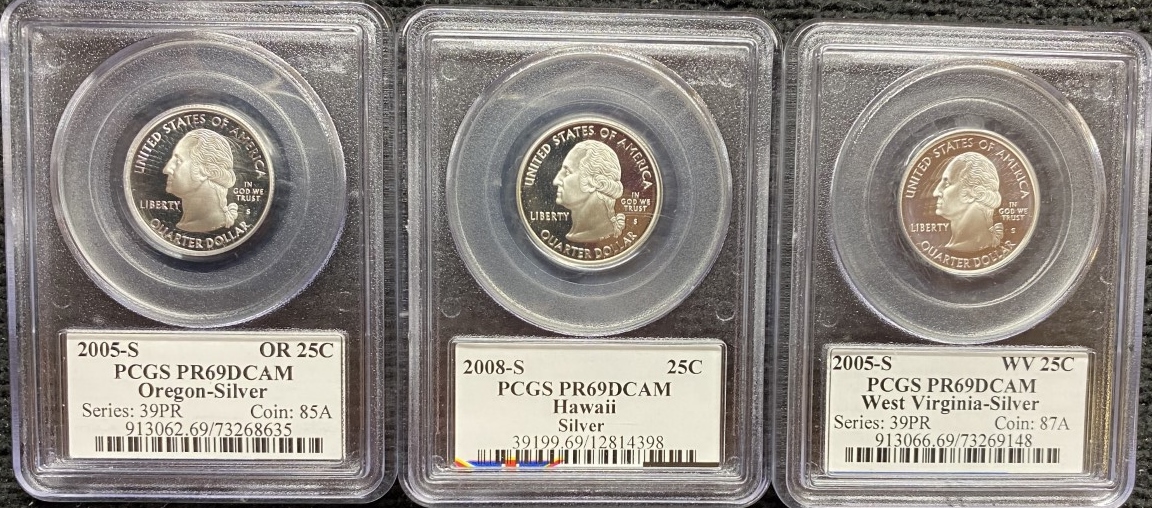 UNITED STATES OF AMERICA
IN
GOD WE
TRUST
LIBERTY
S
QUARTER DOLLAR
2005-S OR 25C
PCGS PR69DCAM
Oregon-Silver
Series: 39PR Coin: 85A
913062.69/73268635
UNITED STATES OF AMERICA
IN
GOD WE
TRUST
LIBERTY
S
QUARTER DOLLAR
2008-S 25C
PCGS PR69DCAM
Hawaii
Silver
39199.69/12814398
UNITED STATES OF AMERICA
IN
GOD WE
TRUST
LIBERTY
S
QUARTER DOLLAR
2005-S WV 25C
PCGS PR69DCAM
West Virginia-Silver
Series: 39PR Coin: 87A
913066.69/73269148